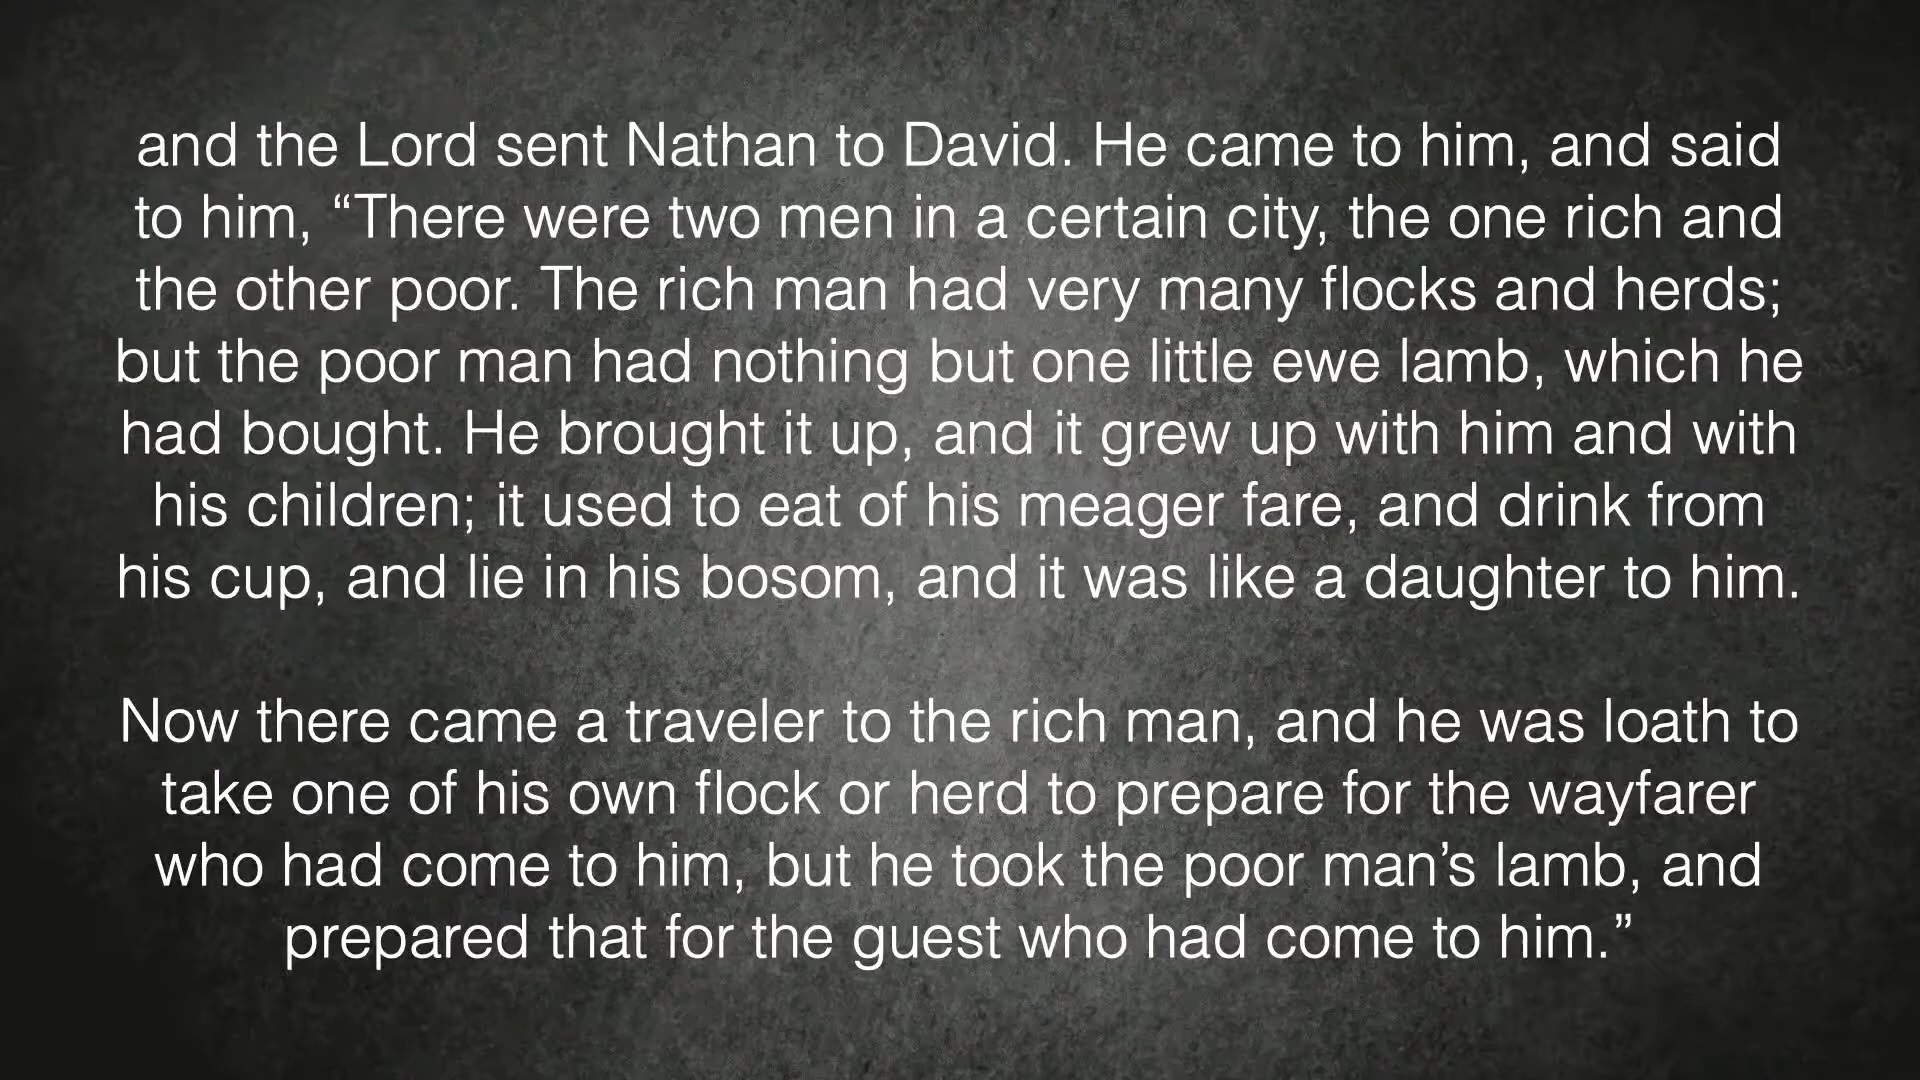 and the Lord sent Nathan to David. He came to him, and said
to him, “There were two men in a certain city, the one rich and
the other poor. The rich man had very many flocks and herds;
but the poor man had nothing but one little ewe lamb, which he
had bought. He brought it up, and it grew up with him and with
his children; it used to eat of his meager fare, and drink from
his cup, and lie in his bosom, and it was like a daughter to him.
Now there came a traveler to the rich man, and he was loath to
take one of his own flock or herd to prepare for the wayfarer
who had come to him, but he took the poor man’s lamb, and
prepared that for the guest who had come to him.”